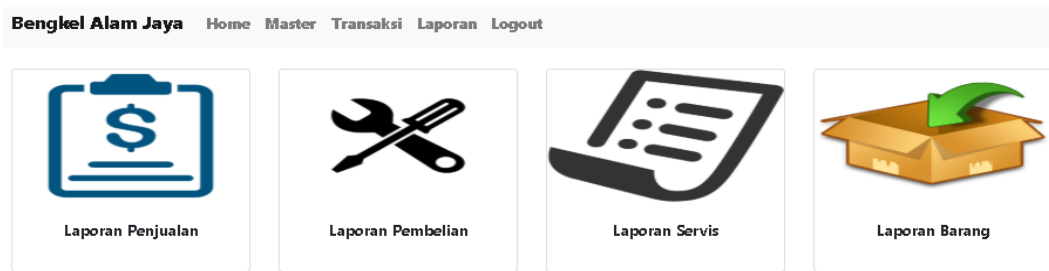 Bengkel Alam Jaya Home Master Transaksi Laporan Logout
$
Laporan Penjualan Laporan Pembelian Laporan Servis Laporan Barang